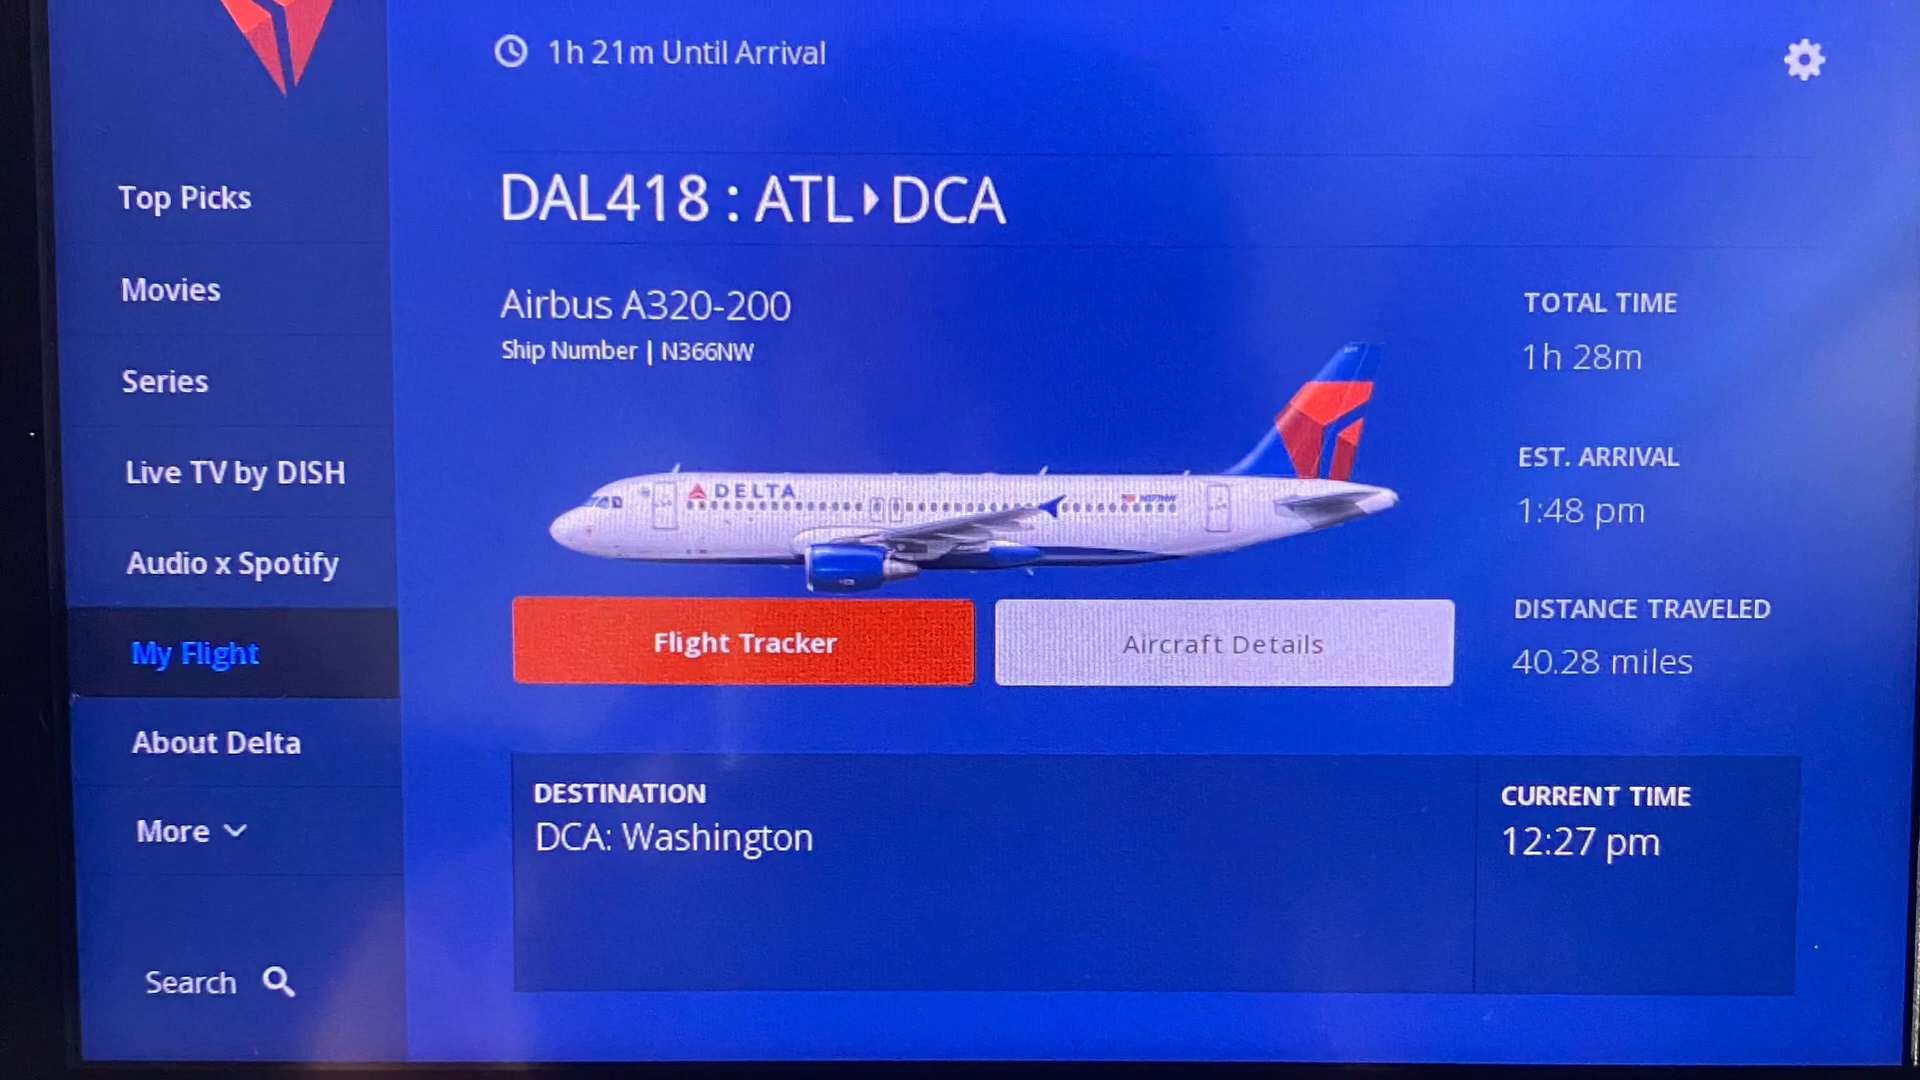 1h 21m Until Arrival
DAL418 : ATL▸DCA
Airbus A320-200
Ship Number | N366NW
Top Picks
Movies
Series
Live TV by DISH
Audio x Spotify
My Flight
About Delta
More
Search
DELTA
TOTAL TIME
1h 28m
EST. ARRIVAL
1:48 pm
DISTANCE TRAVELED
40.28 miles
Flight Tracker
Aircraft Details
DESTINATION
DCA: Washington
CURRENT TIME
12:27 pm